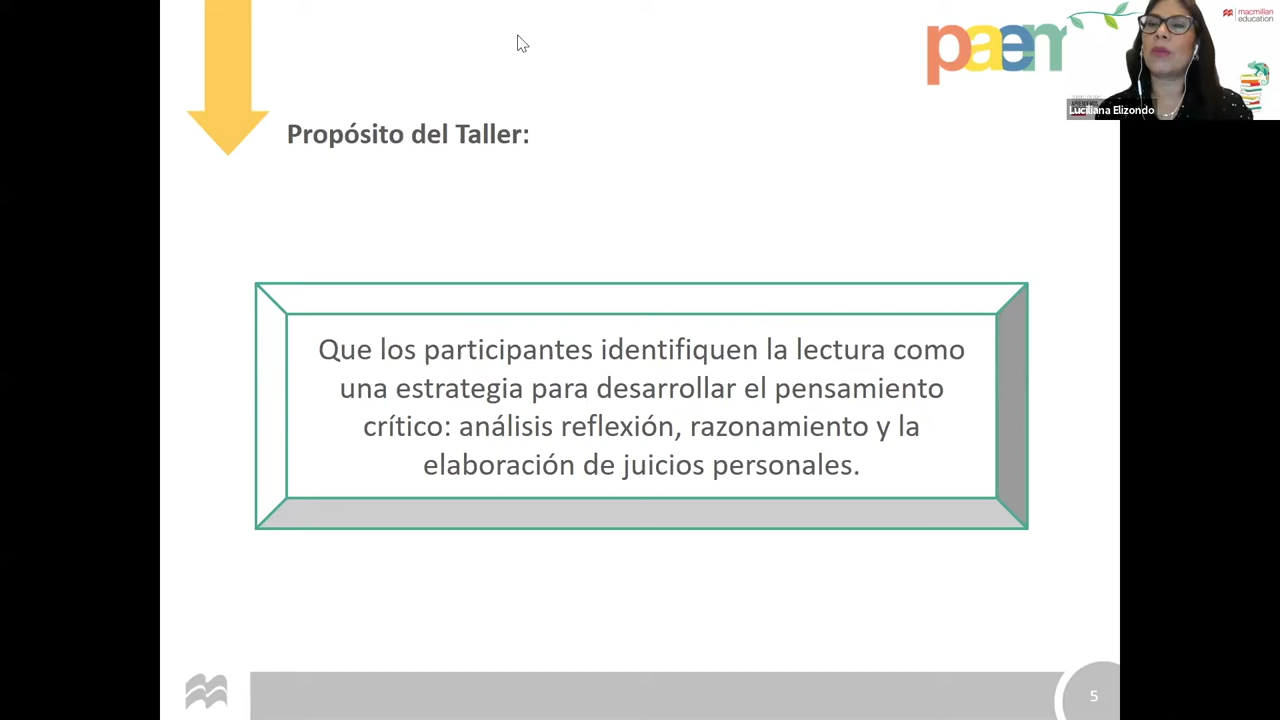 paem
macmillan
education
Luciliana Elizondo
Propósito del Taller:
Que los participantes identifiquen la lectura como
una estrategia para desarrollar el pensamiento
crítico: análisis reflexión, razonamiento y la
elaboración de juicios personales.
5